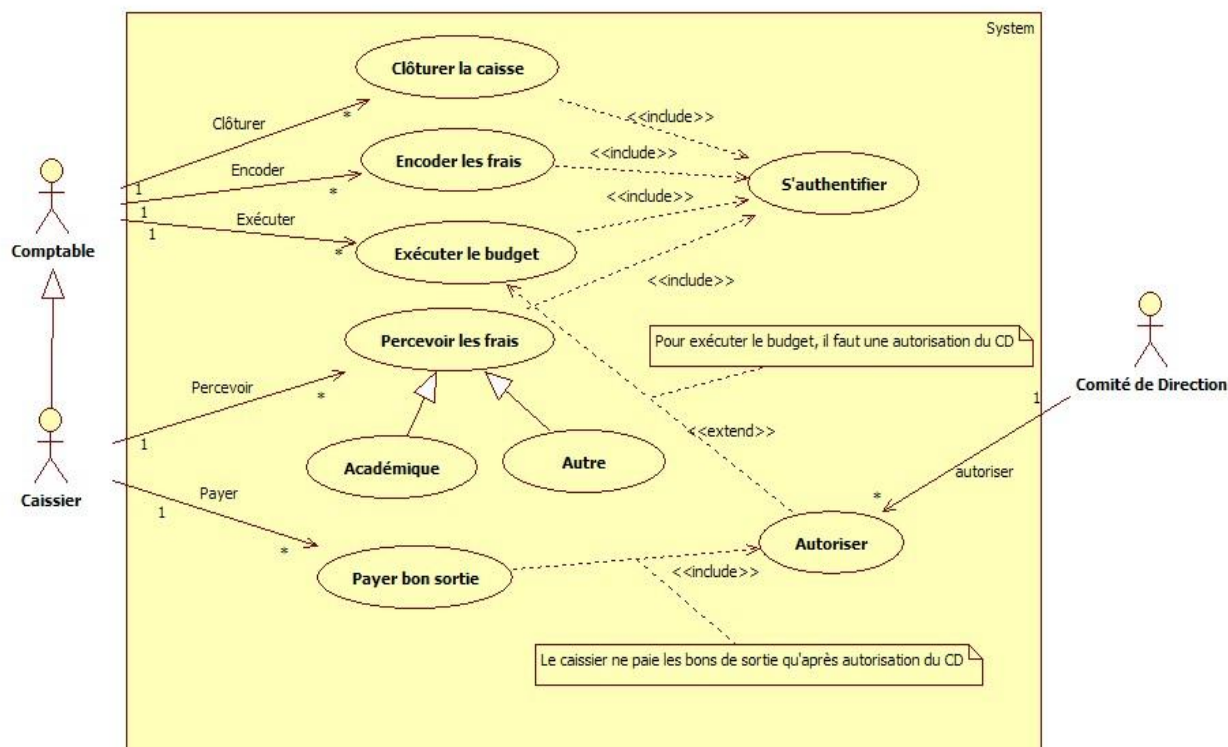 System
Clôturer la caisse
<<include>>
Clôturer
*
Encoder les frais
<<include>>
Encoder
1
*
S'authentifier
<<include>>
1
Exécuter
1
*
Exécuter le budget
Comptable
<<include>>
Percevoir les frais
Pour exécuter le budget, il faut une autorisation du CD
Comité de Direction
Percevoir
*
1
<<extend>>
1
Académique
Autre
autoriser
Caissier
Payer
1
*
*
Autoriser
Payer bon sortie
<<include>>
Le caissier ne paie les bons de sortie qu'après autorisation du CD